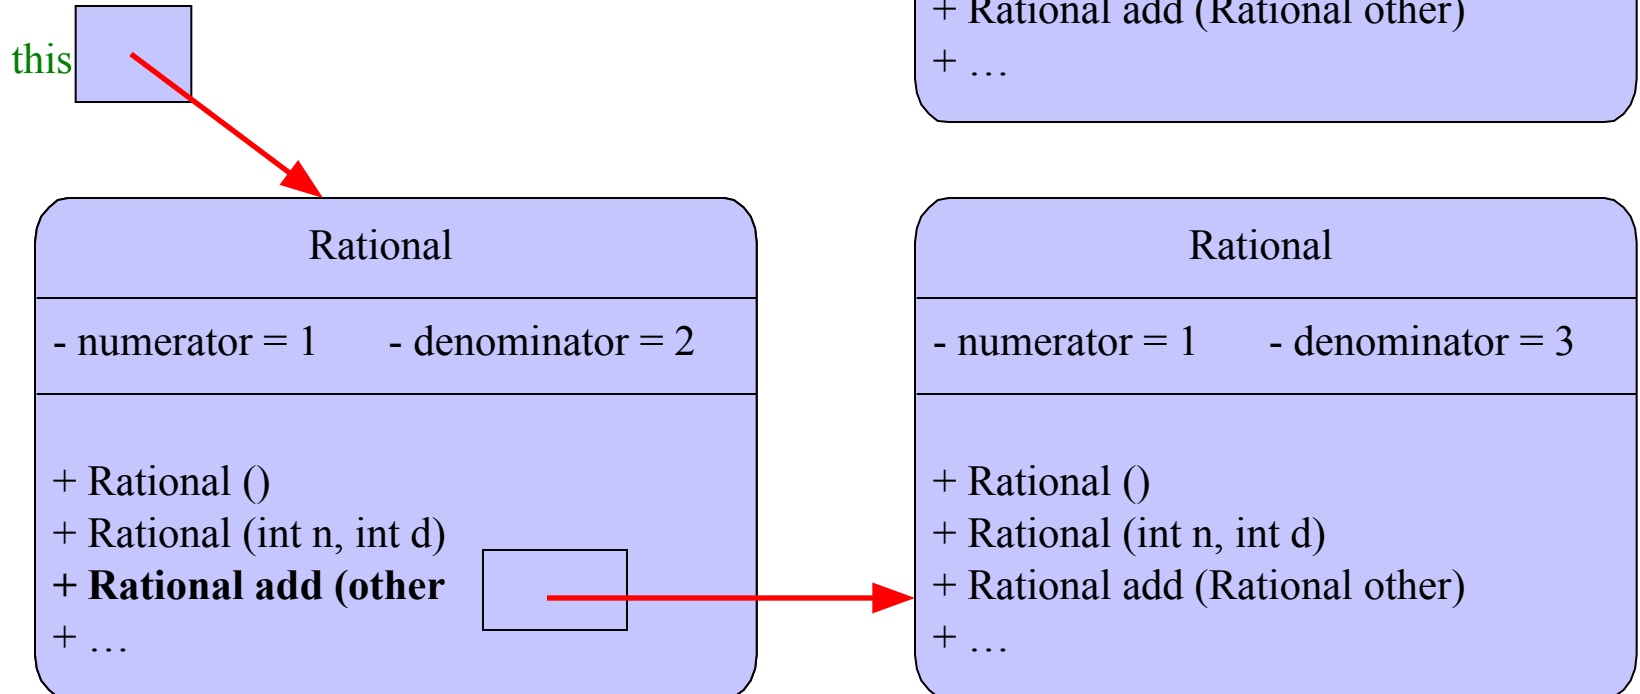 + Rational add (Rational other)
+ …
this
Rational
- numerator = 1 - denominator = 2
+ Rational ()
+ Rational (int n, int d)
+ Rational add (other
+ …
Rational
- numerator = 1 - denominator = 3
+ Rational ()
+ Rational (int n, int d)
+ Rational add (Rational other)
+ …